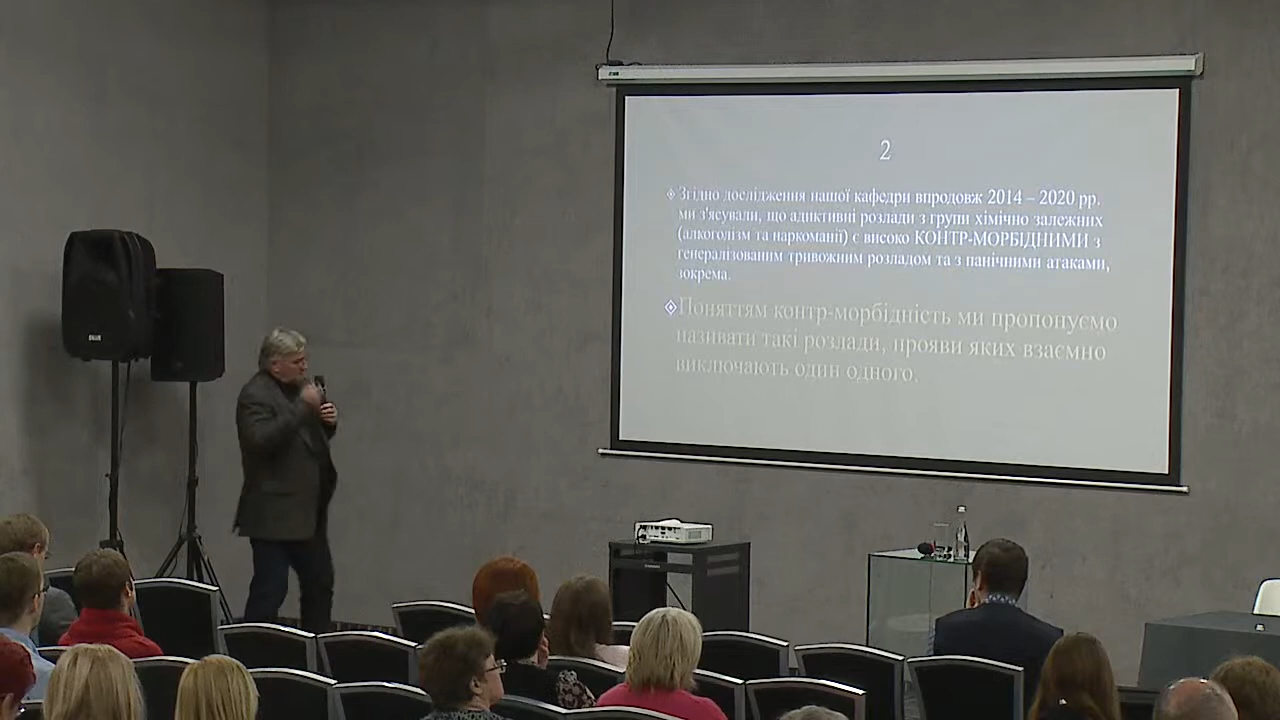 2
Згідно дослідження нашої кафедри впродовж 2014 – 2020 рр.
ми з'ясували, що адиктивні розлади з групи хімічно залежних
(алкоголізм та наркоманії) є високо КОНТР-МОРБІДНИМИ з
генералізованим тривожним розладом та з панічними атаками,
зокрема.
Поняттям контр-морбідність ми пропонуємо
називати такі розлади, прояви яких взаємно
виключають один одного.